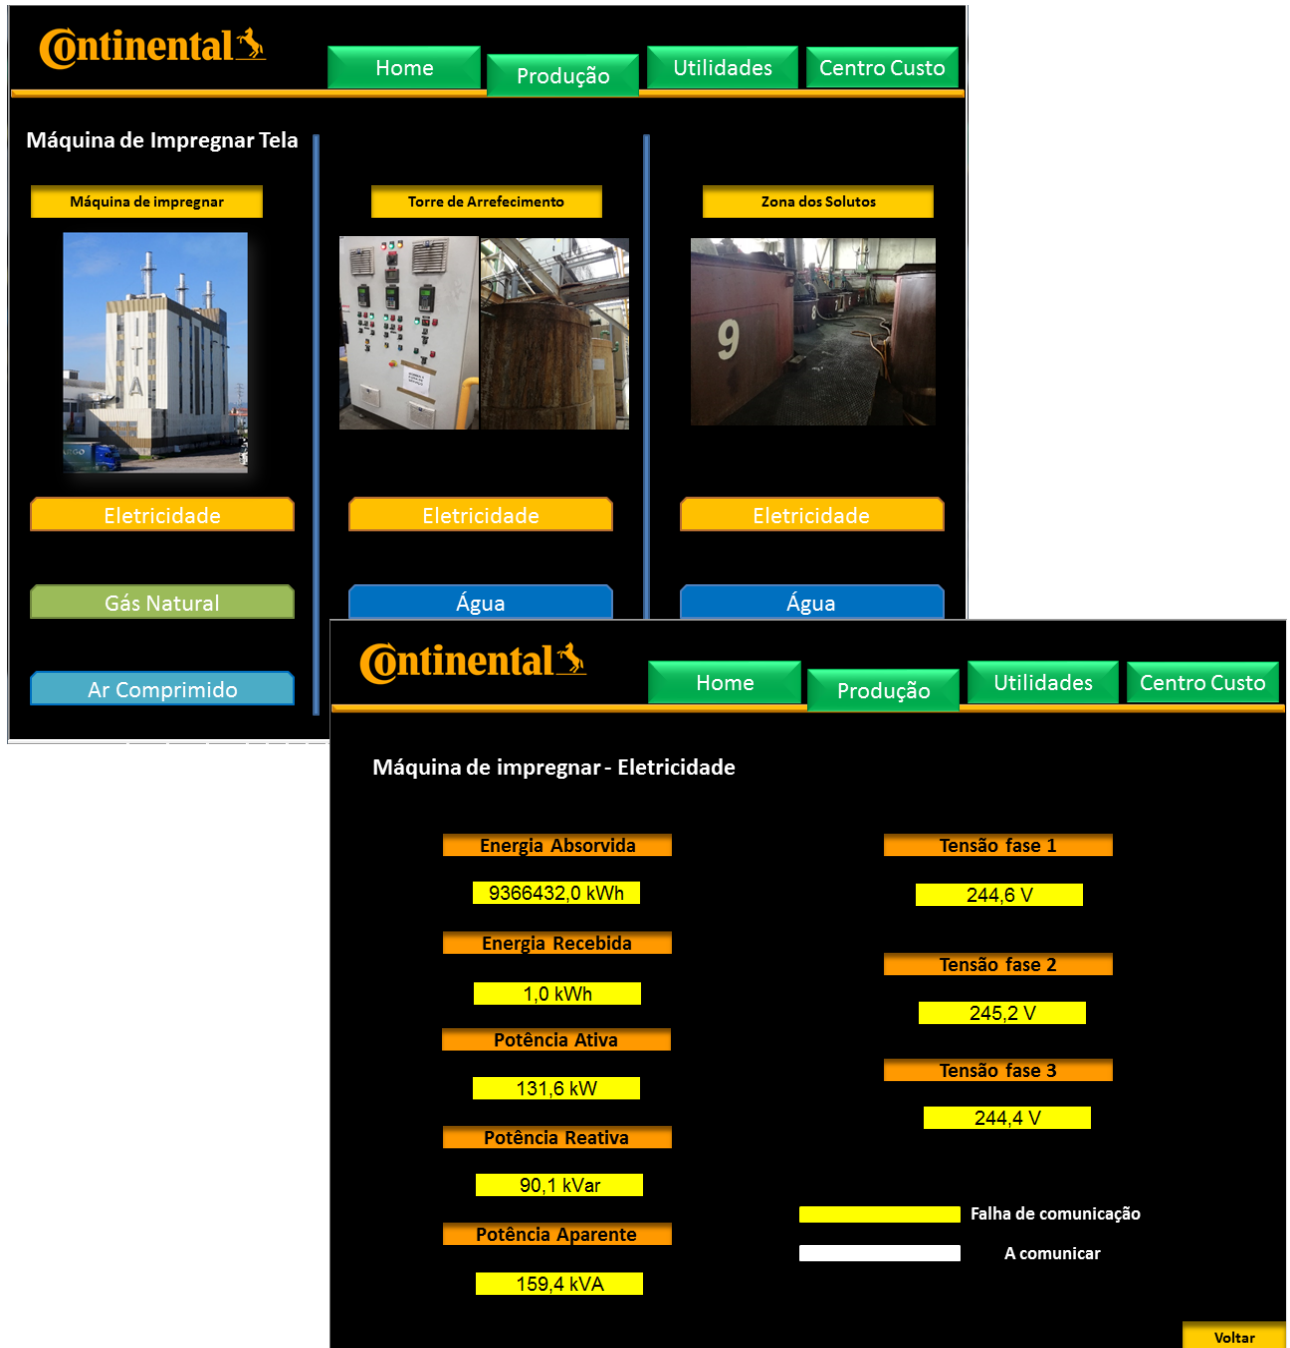 Continental
Home
Produção
Utilidades
Centro Custo
Máquina de Impregnar Tela
Máquina de impregnar
Torre de Arrefecimento
Zona dos Solutos
ITA
9
8
Eletricidade
Eletricidade
Eletricidade
Gás Natural
Água
Água
Ar Comprimido
Continental
Home
Produção
Utilidades
Centro Custo
Máquina de impregnar - Eletricidade
Energia Absorvida
9366432,0 kWh
Energia Recebida
1,0 kWh
Potência Ativa
131,6 kW
Potência Reativa
90,1 kVar
Potência Aparente
159,4 kVA
Tensão fase 1
244,6 V
Tensão fase 2
245,2 V
Tensão fase 3
244,4 V
Falha de comunicação
A comunicar
Voltar